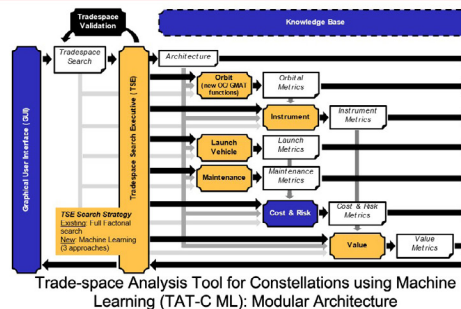 Tradespace
Validation
Knowledge Base
Graphical User Interface (GUI)
Tradespace
Search
Tradespace Search Executive (TSE)
Architecture
Orbit
(new OO GMAT
functions)
Orbital
Metrics
Instrument
Instrument
Metrics
Launch
Vehicle
Launch
Metrics
Maintenance
Maintenance
Metrics
Cost & Risk
Cost & Risk
Metrics
Value
Value
Metrics
TSE Search Strategy
Existing: Full Factorial
search
New: Machine Learning
(3 approaches)
Trade-space Analysis Tool for Constellations using Machine
Learning (TAT-C ML): Modular Architecture